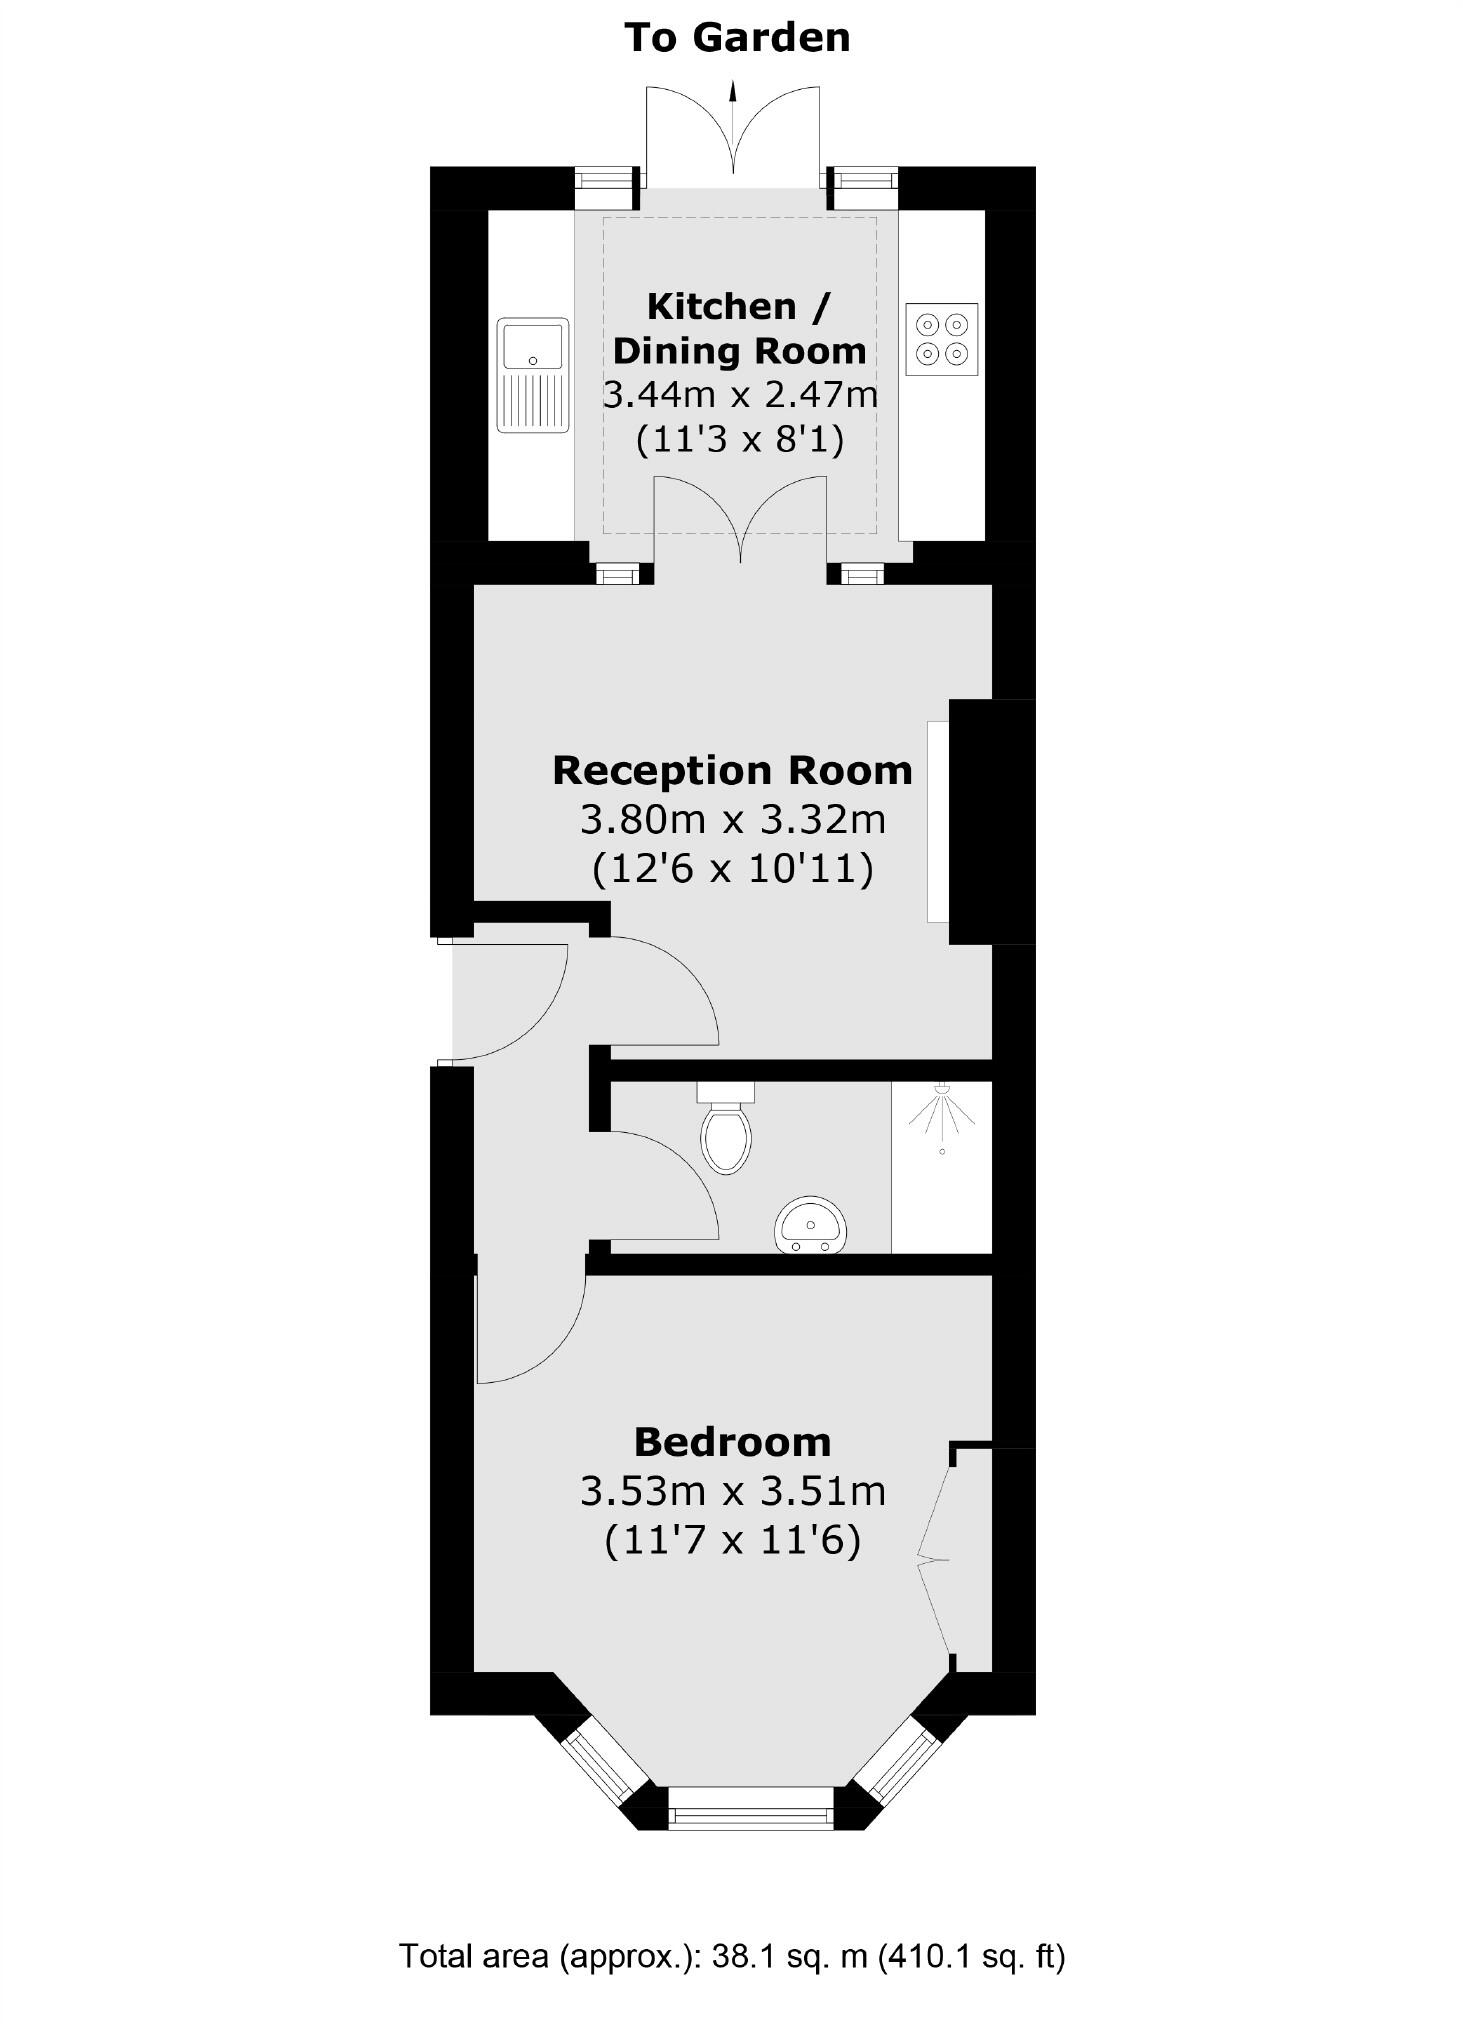 To Garden
Kitchen /
Dining Room
3.44m x 2.47m
(11'3 x 8'1)
Reception Room
3.80m x 3.32m
(12'6 x 10'11)
Bedroom
3.53m x 3.51m
(11'7 x 11'6)
Total area (approx.): 38.1 sq. m (410.1 sq. ft)